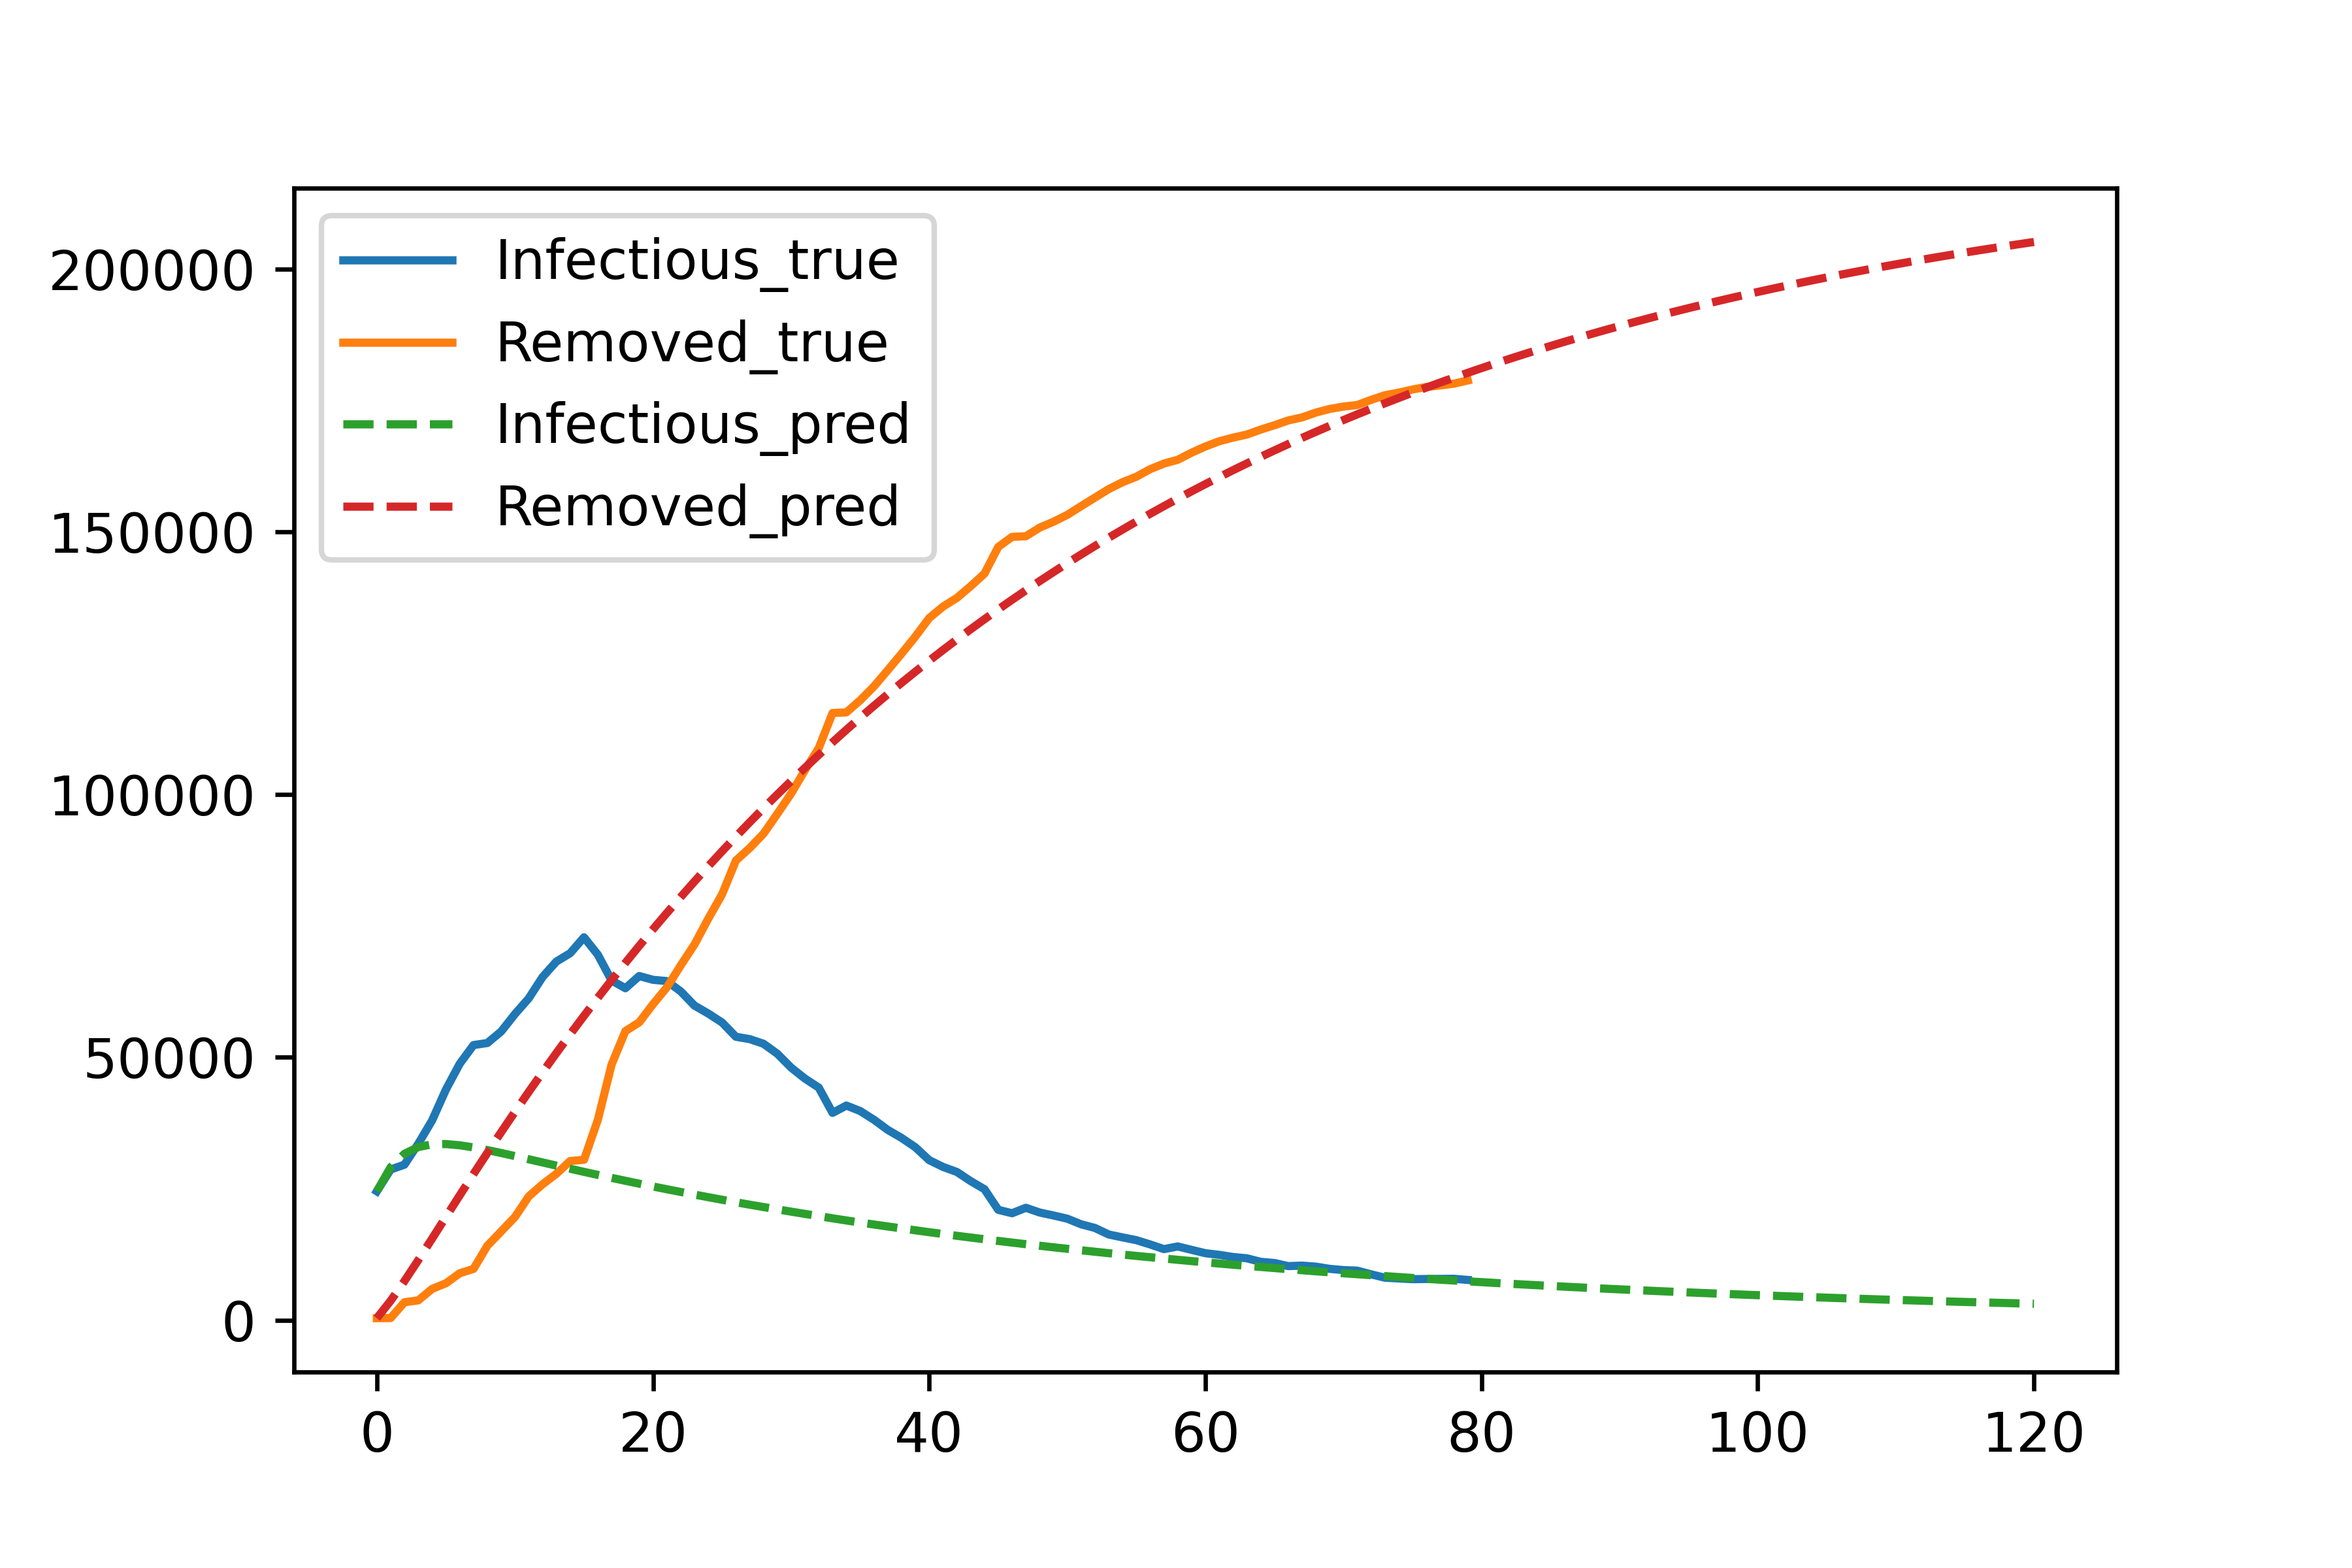 Infectious_true
Removed_true
Infectious_pred
Removed_pred
200000
150000
100000
50000
0
0 20 40 60 80 100 120